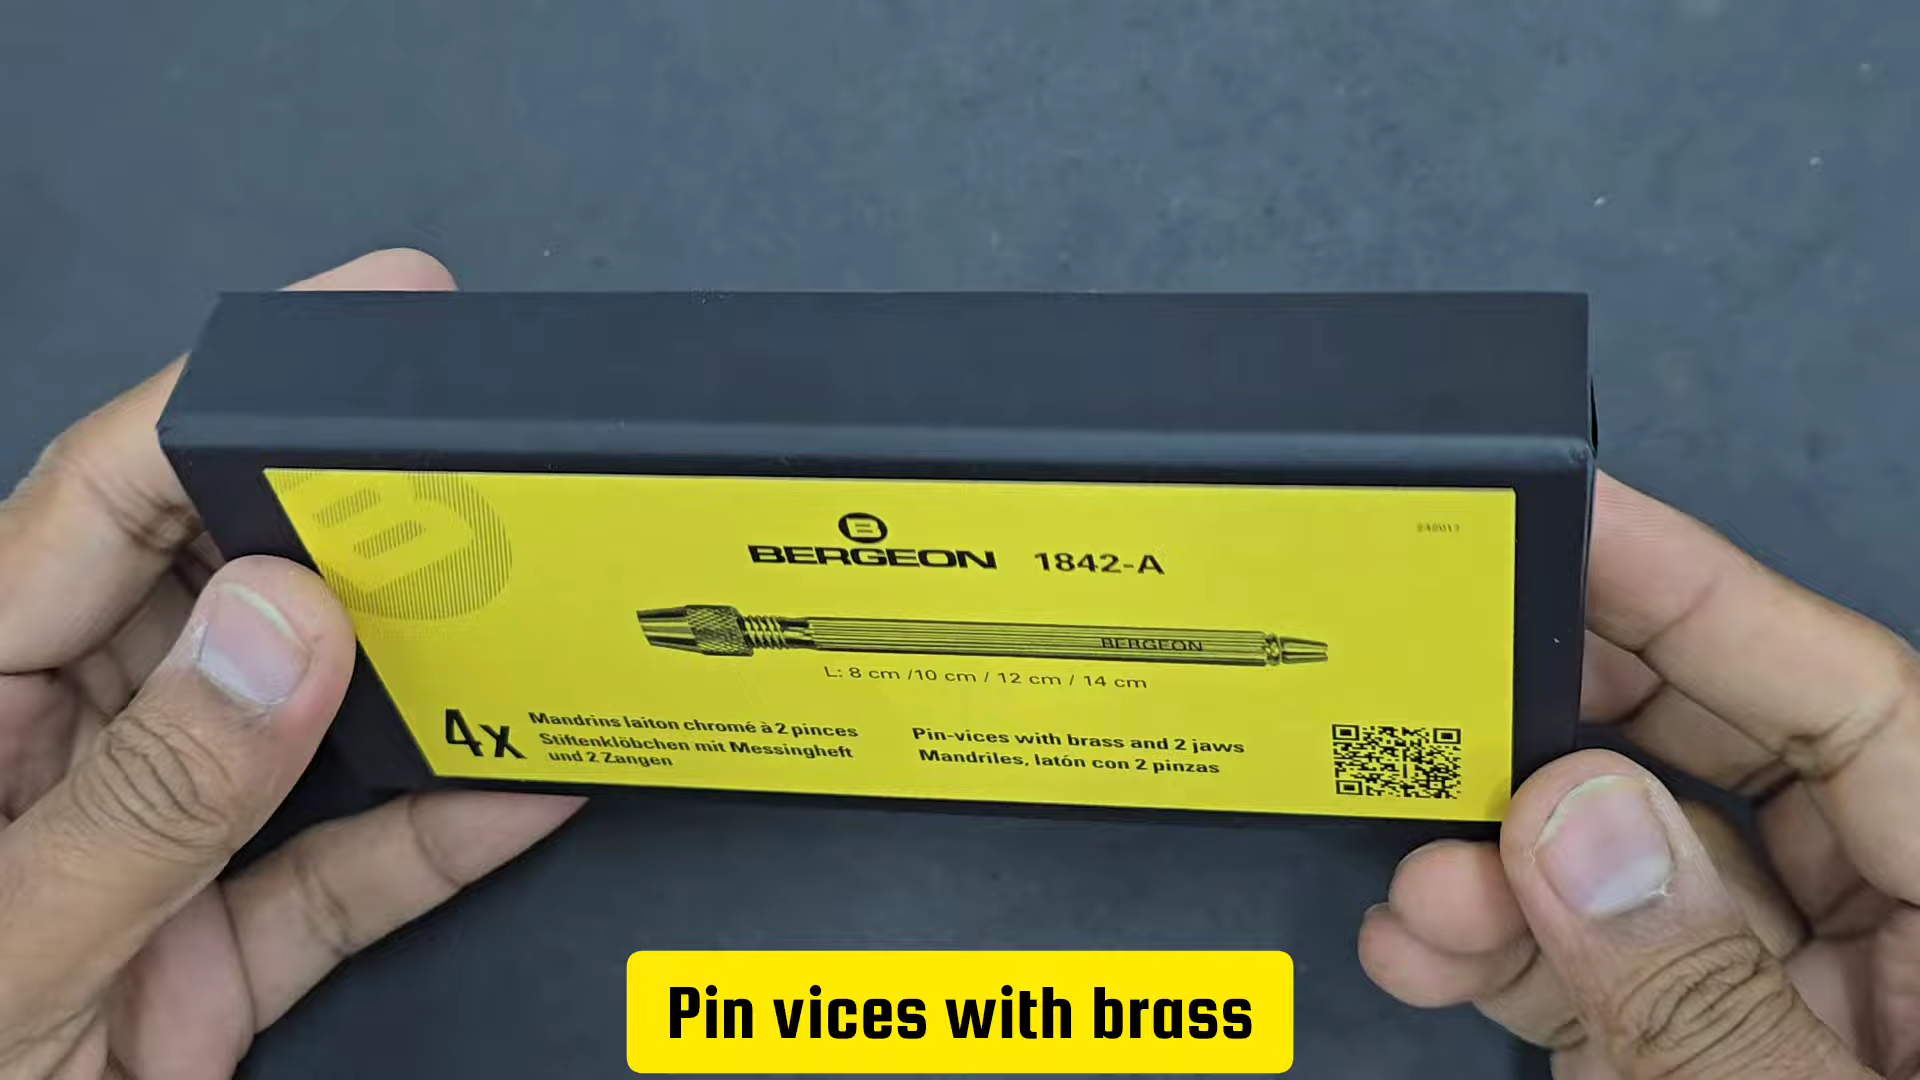 B
BERGEON 1842-A
BERGEON
L: 8 cm /10 cm / 12 cm / 14 cm
4x
Mandrins laiton chromé à 2 pinces
Stiftenklöbchen mit Messingheft
und 2 Zangen
Pin-vices with brass and 2 jaws
Mandriles, latón con 2 pinzas
Pin vices with brass